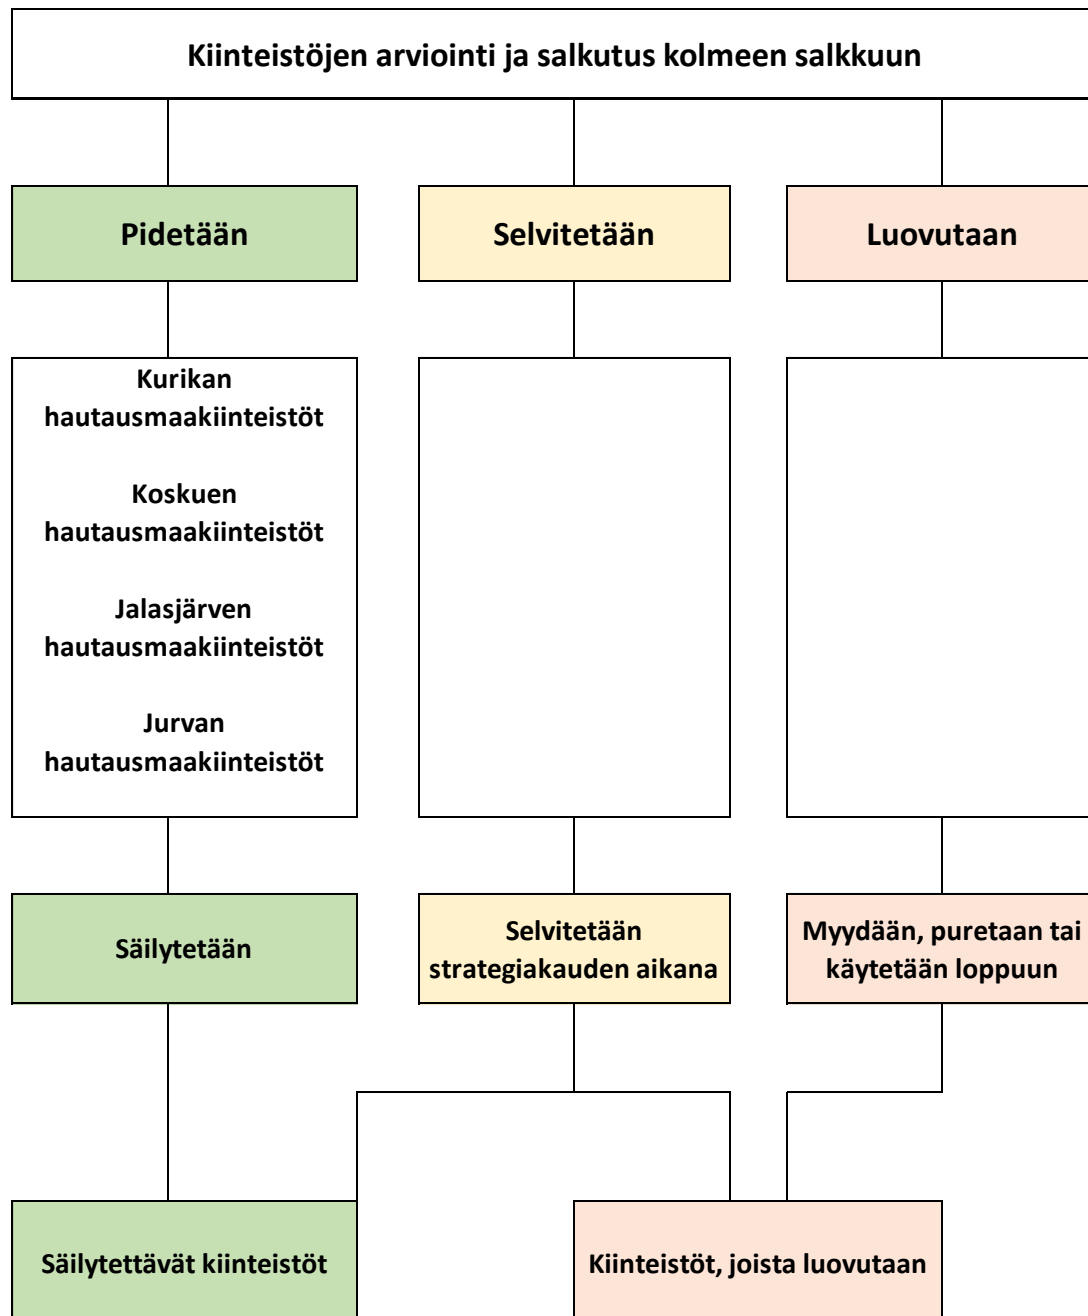 Kiinteistöjen arviointi ja salkutus kolmeen salkkuun
Pidetään
Selvitetään
Luovutaan
Kurikan
hautausmaakiinteistöt
Koskuen
hautausmaakiinteistöt
Jalasjärven
hautausmaakiinteistöt
Jurvan
hautausmaakiinteistöt
Säilytetään
Selvitetään
strategiakauden aikana
Myydään, puretaan tai
käytetään loppuun
Säilytettävät kiinteistöt
Kiinteistöt, joista luovutaan